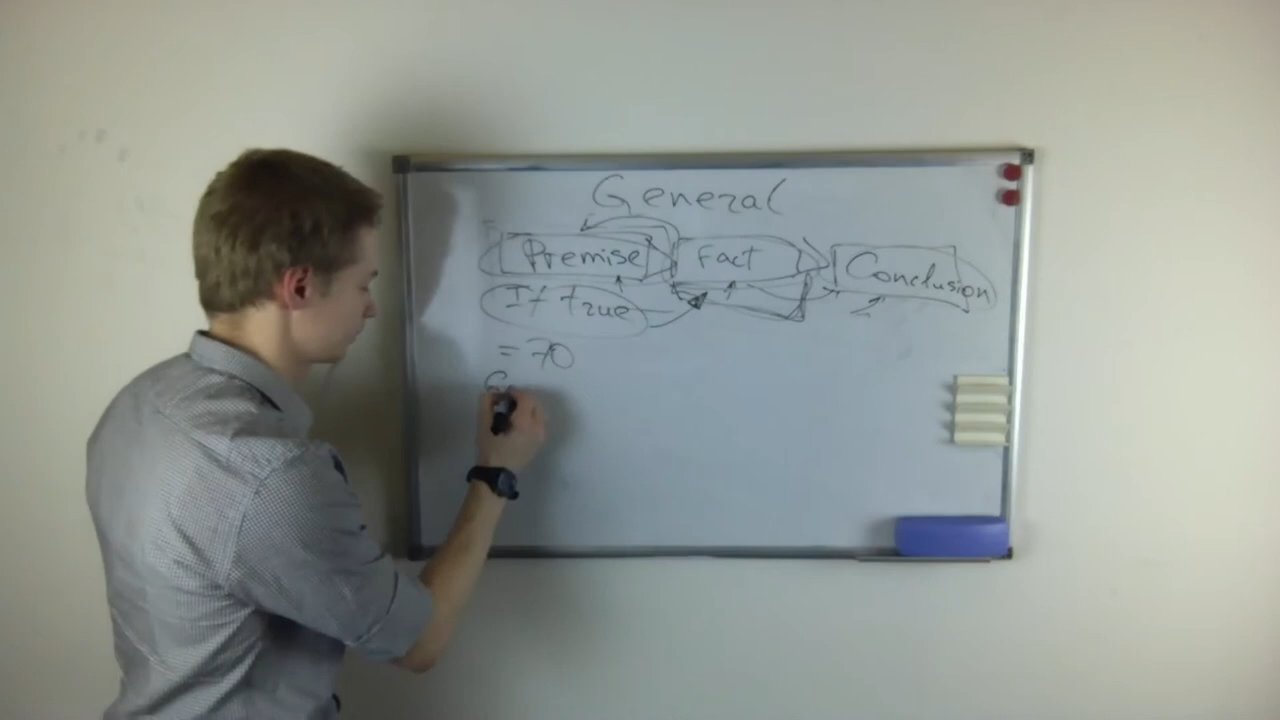 General
Premise Fact Conclusion
If true
= 70